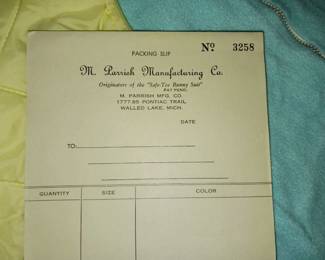 PACKING SLIP
Nº 3258
M. Parrish Manufacturing Co.
Originators of the "Safe-Tee Bunny Suit"
PAT. PEND.
M. PARRISH MFG. CO.
1777-85 PONTIAC TRAIL
WALLED LAKE, MICH.
DATE
TO:
QUANTITY SIZE COLOR